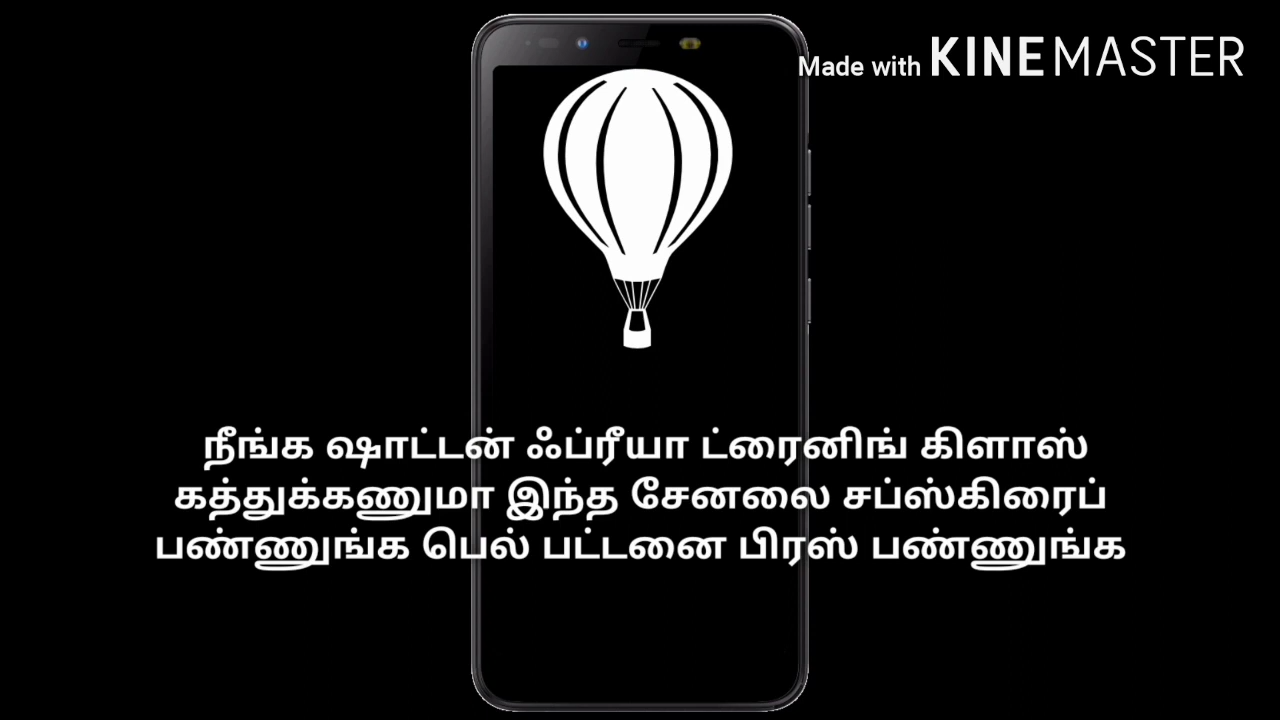 Made with KINEMASTER
நீங்க ஷாட்டன் ஃப்ரீயா ட்ரைனிங் கிளாஸ்
கத்துக்கணுமா இந்த சேனலை சப்ஸ்கிரைப்
பண்ணுங்க பெல் பட்டனை பிரஸ் பண்ணுங்க